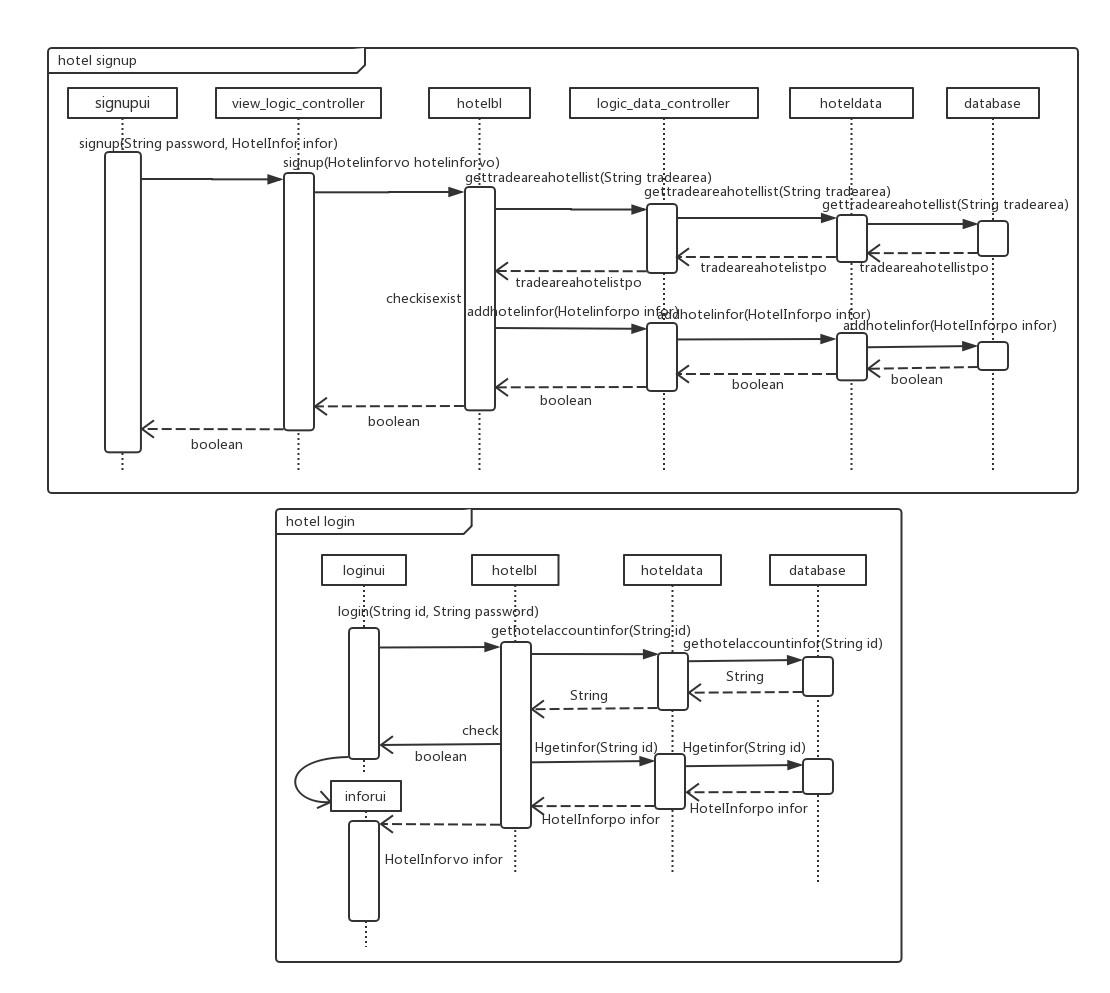 hotel signup
signupui
view_logic_controller
hotelbl
logic_data_controller
hoteldata
database
signup(String password, HotelInfor infor)
signup(Hotelinforvo hotelinforvo)
gettradeareahotellist(String tradearea)
gettradeareahotellist(String tradearea)
gettradeareahotellist(String tradearea)
tradeareahotelistpo
tradeareahotellistpo
tradeareahotelistpo
checkisexist
addhotelinfor(Hotelinforpo infor)
addhotelinfor(HotelInforpo infor)
addhotelinfor(HotelInforpo infor)
boolean
boolean
boolean
boolean
boolean
hotel login
loginui
hotelbl
hoteldata
database
login(String id, String password)
gethotelaccountinfor(String id)
gethotelaccountinfor(String id)
String
String
check
boolean
Hgetinfor(String id)
Hgetinfor(String id)
inforui
HotelInforpo infor
HotelInforpo infor
HotelInforvo infor